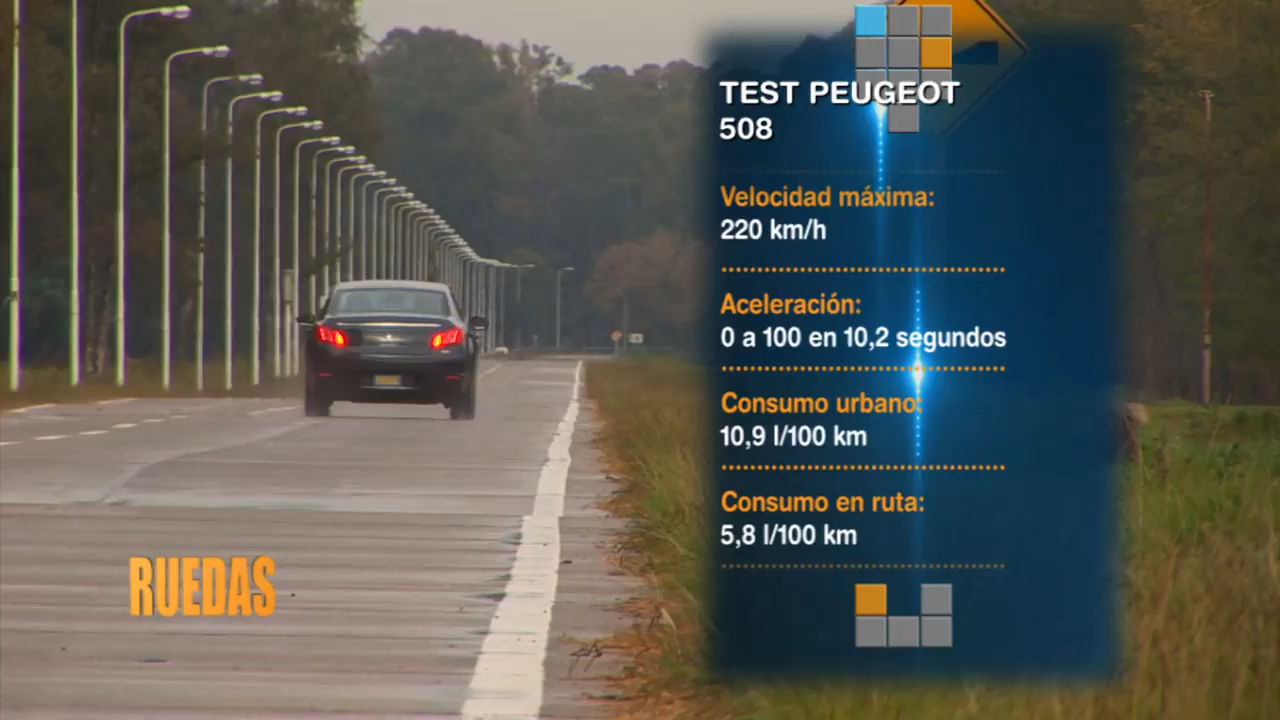 TEST PEUGEOT
508
Velocidad máxima:
220 km/h
Aceleración:
0 a 100 en 10,2 segundos
Consumo urbano:
10,9 l/100 km
Consumo en ruta:
5,8 l/100 km
RUEDAS